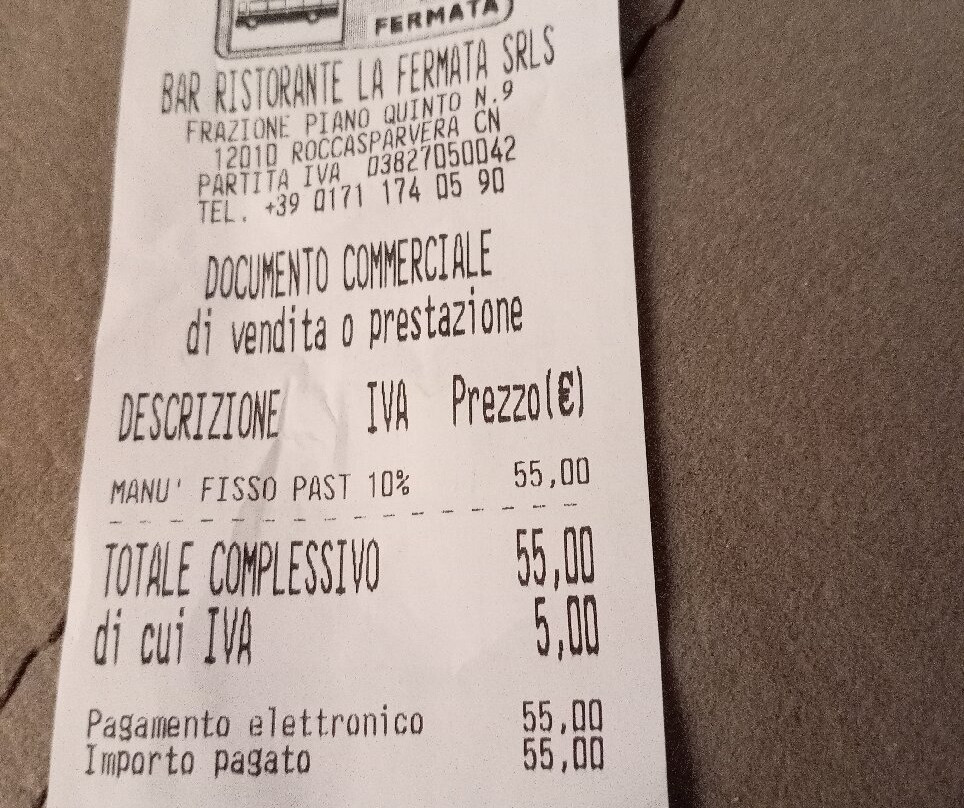 FERMATA
BAR RISTORANTE LA FERMATA SRLS
FRAZIONE PIANO QUINTO N.9
12010 ROCCASPARVERA CN
PARTITA IVA 03827050042
TEL. +39 0171 174 05 90
DOCUMENTO COMMERCIALE
di vendita o prestazione
DESCRIZIONE IVA Prezzo(€)
MANU' FISSO PAST 10% 55,00
TOTALE COMPLESSIVO 55,00
di cui IVA 5,00
Pagamento elettronico 55,00
Importo pagato 55,00